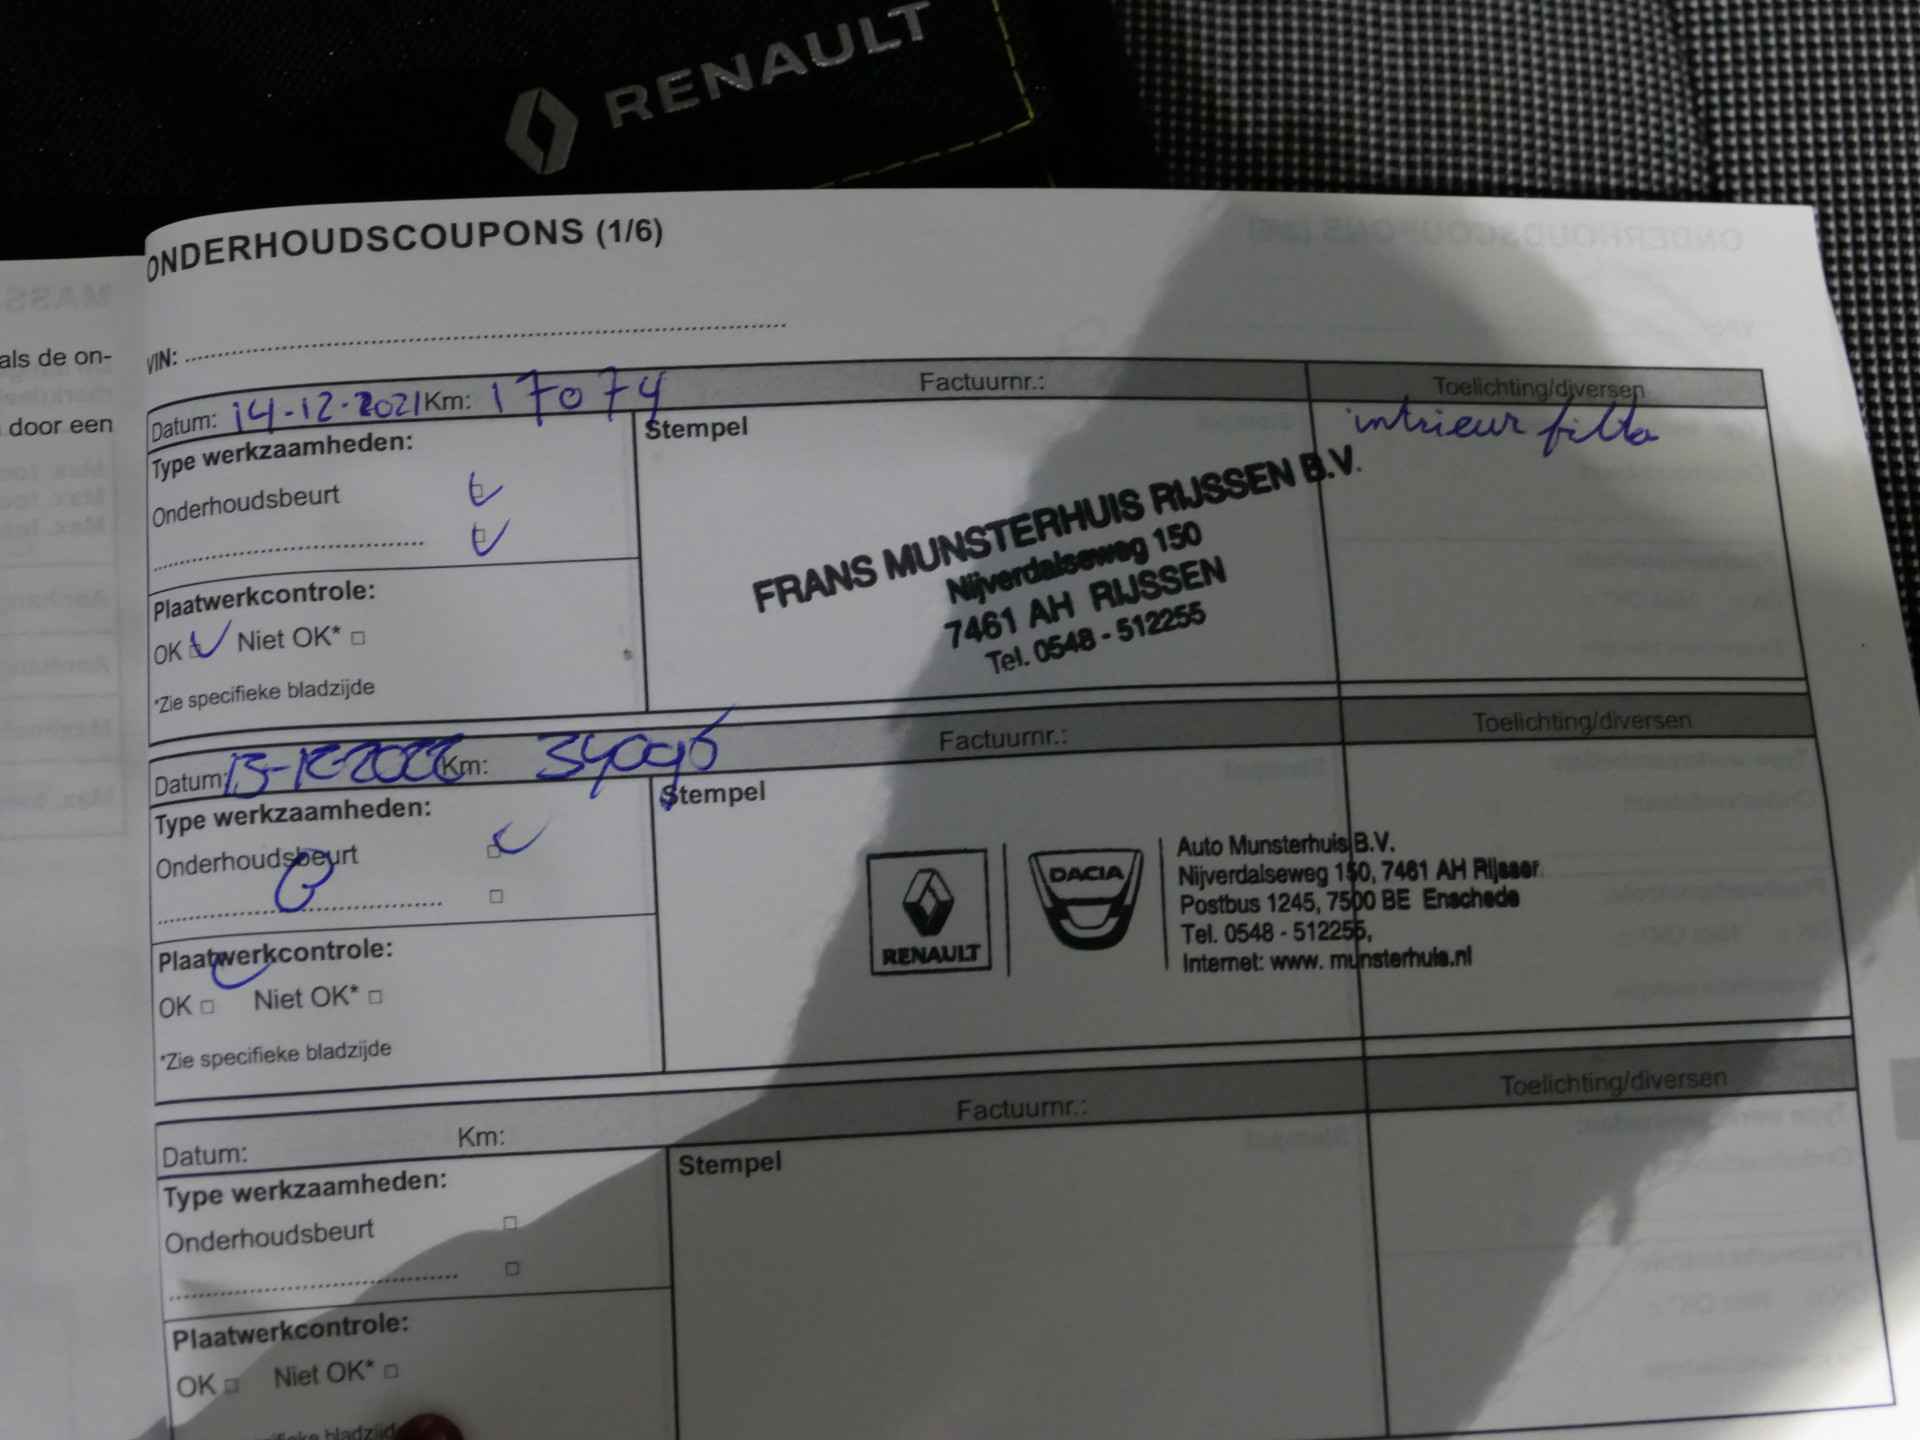 RENAULT
ONDERHOUDSCOUPONS (1/6)
als de on-
door een
VIN:
Datum: 14-12-2021 Km: 17074 Factuurnr.: Toelichting/diversen
Type werkzaamheden:
Stempel
intrieur filta
Onderhoudsbeurt
FRANS MUNSTERHUIS RIJSSEN B.V.
Nijverdalseweg 150
7461 AH RIJSSEN
Tel. 0548 - 512255
Plaatwerkcontrole:
OK Niet OK*
*Zie specifieke bladzijde
Datum: 13-12-2022 Km: 34096 Factuurnr.: Toelichting/diversen
Type werkzaamheden:
Stempel
Onderhoudsbeurt
RENAULT
DACIA
Auto Munsterhuis B.V.
Nijverdalseweg 150, 7461 AH Rijssen
Postbus 1245, 7500 BE Enschede
Tel. 0548 - 512255,
Internet: www. munsterhuis.nl
Plaatwerkcontrole:
OK Niet OK*
*Zie specifieke bladzijde
Datum: Km: Factuurnr.: Toelichting/diversen
Type werkzaamheden:
Stempel
Onderhoudsbeurt
Plaatwerkcontrole:
OK Niet OK*